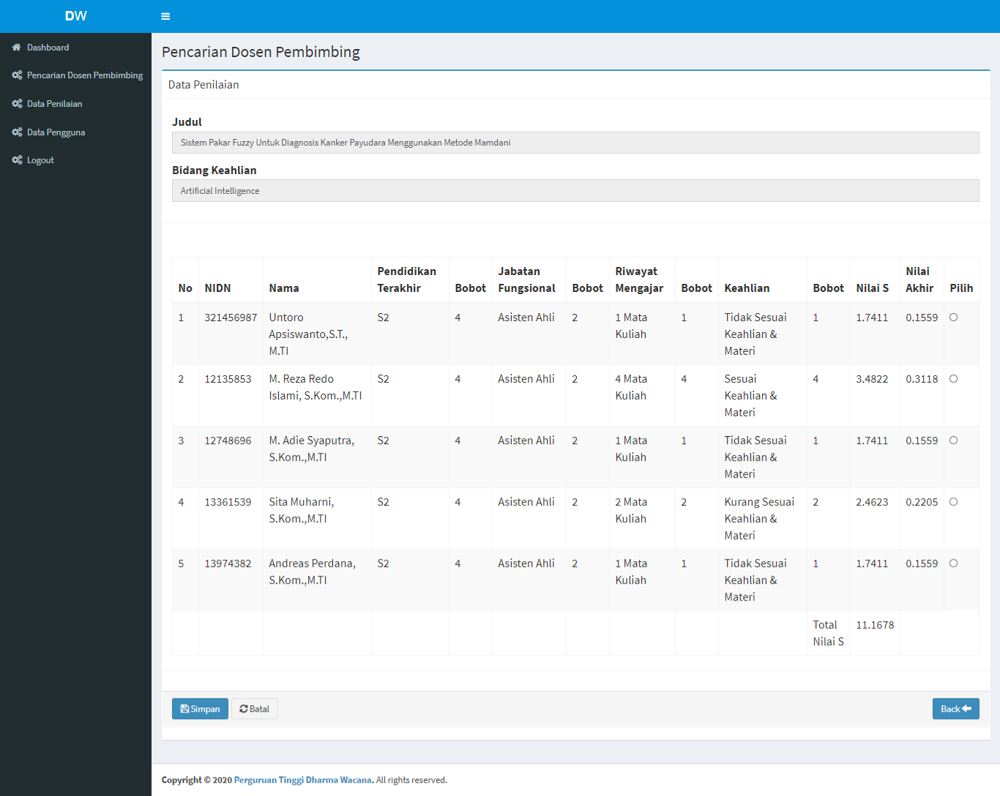 DW
Dashboard
Pencarian Dosen Pembimbing
Data Penilaian
Data Pengguna
Logout
Pencarian Dosen Pembimbing
Data Penilaian
Judul
Sistem Pakar Fuzzy Untuk Diagnosis Kanker Payudara Menggunakan Metode Mamdani
Bidang Keahlian
Artificial Intelligence
No NIDN Nama Pendidikan Terakhir Bobot Jabatan Fungsional Bobot Riwayat Mengajar Bobot Keahlian Bobot Nilai S Nilai Akhir Pilih
1 321456987 Untoro Apsiswanto,S.T., M.TI S2 4 Asisten Ahli 2 1 Mata Kuliah 1 Tidak Sesuai Keahlian & Materi 1 1.7411 0.1559
2 12135853 M. Reza Redo Islami, S.Kom.,M.TI S2 4 Asisten Ahli 2 4 Mata Kuliah 4 Sesuai Keahlian & Materi 4 3.4822 0.3118
3 12748696 M. Adie Syaputra, S.Kom.,M.TI S2 4 Asisten Ahli 2 1 Mata Kuliah 1 Tidak Sesuai Keahlian & Materi 1 1.7411 0.1559
4 13361539 Sita Muharni, S.Kom.,M.TI S2 4 Asisten Ahli 2 2 Mata Kuliah 2 Kurang Sesuai Keahlian & Materi 2 2.4623 0.2205
5 13974382 Andreas Perdana, S.Kom.,M.TI S2 4 Asisten Ahli 2 1 Mata Kuliah 1 Tidak Sesuai Keahlian & Materi 1 1.7411 0.1559
Total Nilai S 11.1678
Simpan Batal Back
Copyright © 2020 Perguruan Tinggi Dharma Wacana. All rights reserved.